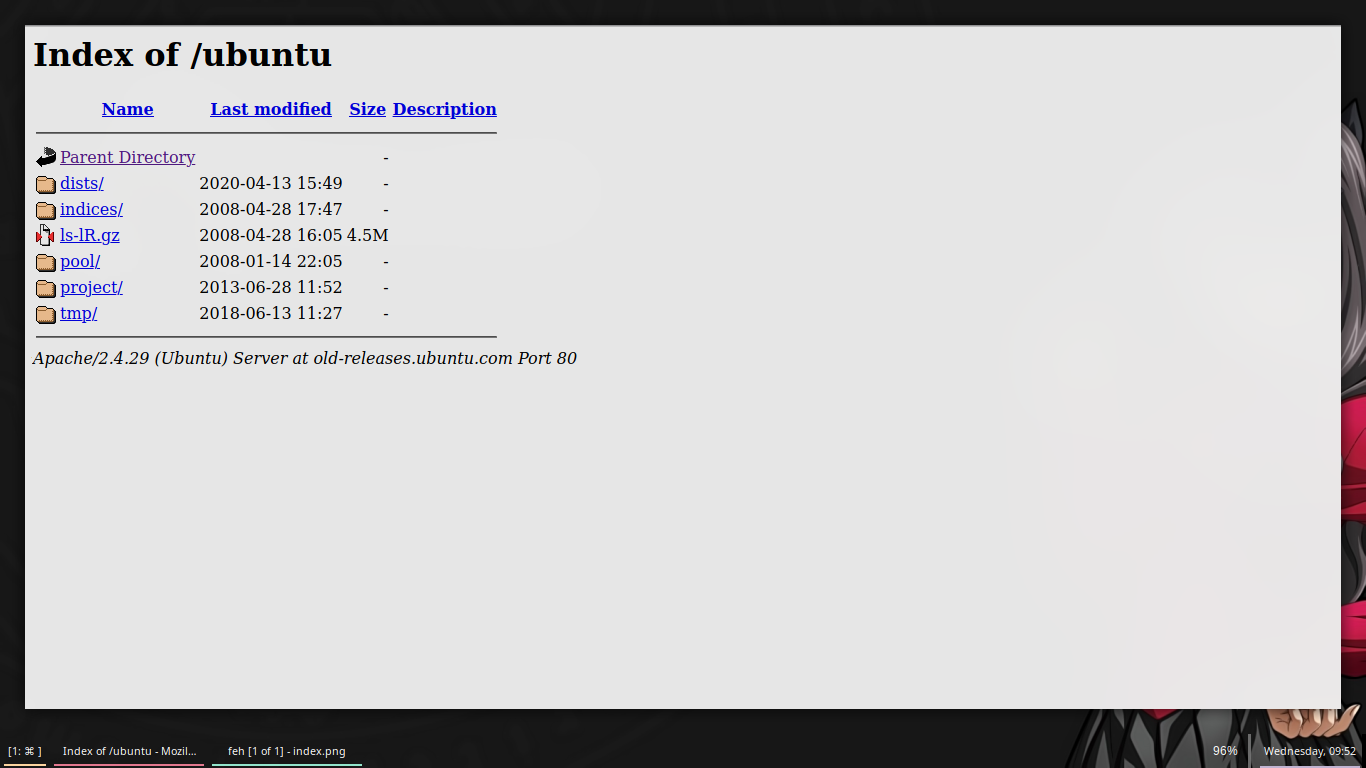 Index of /ubuntu
Name Last modified Size Description
Parent Directory -
dists/ 2020-04-13 15:49 -
indices/ 2008-04-28 17:47 -
ls-lR.gz 2008-04-28 16:05 4.5M
pool/ 2008-01-14 22:05 -
project/ 2013-06-28 11:52 -
tmp/ 2018-06-13 11:27 -
Apache/2.4.29 (Ubuntu) Server at old-releases.ubuntu.com Port 80
[1: ⌘ ] Index of /ubuntu - Mozil... feh [1 of 1] - index.png 96% Wednesday, 09:52